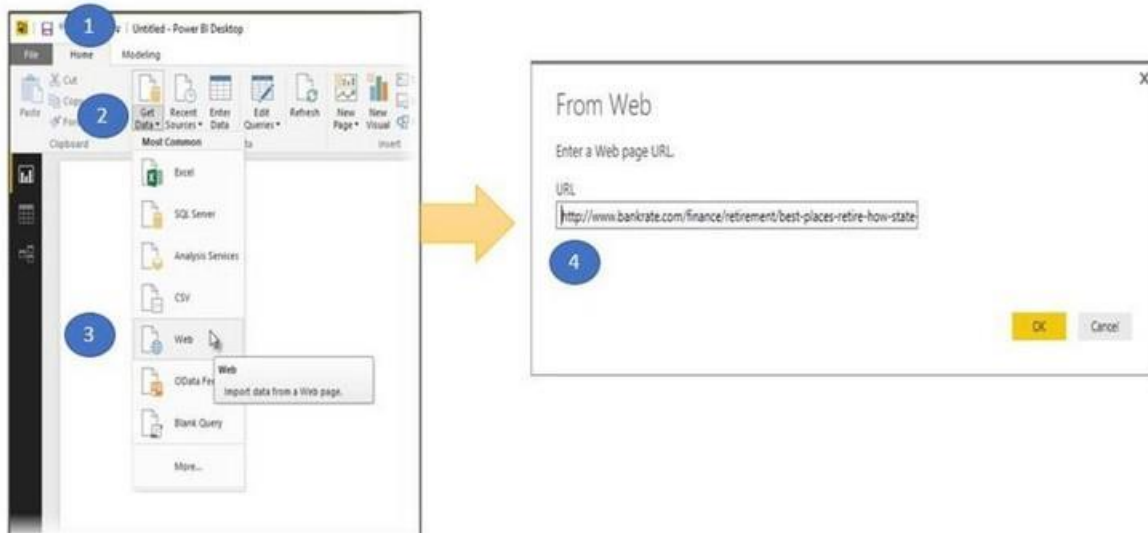 1
Untitled - Power BI Desktop
File Home Modeling
Paste
Cut
2
Clipboard
Get Data
Recent Sources
Enter Data
Edit Queries
Refresh
New Page
New Visual
Insert
Most Common
Excel
SQL Server
Analysis Services
CSV
3
Web
Web
Import data from a Web page.
OData
Blank Query
More...
X
From Web
Enter a Web page URL.
URL
http://www.bankrate.com/finance/retirement/best-places-retire-how-state-
4
OK Cancel